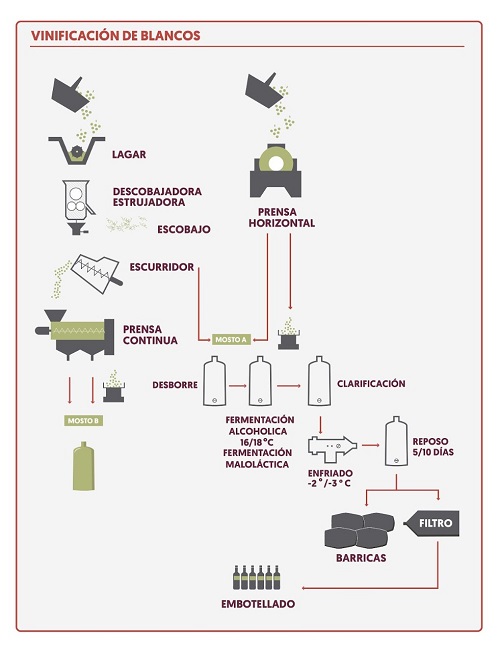 VINIFICACIÓN DE BLANCOS
LAGAR
DESCOBAJADORA
ESTRUJADORA
ESCOBAJO
ESCURRIDOR
PRENSA
CONTINUA
MOSTO B
PRENSA
HORIZONTAL
MOSTO A
DESBORRE
CLARIFICACIÓN
FERMENTACIÓN
ALCOHOLICA
16/18°C
FERMENTACIÓN
MALOLÁCTICA
ENFRIADO
-2°/-3°C
REPOSO
5/10 DÍAS
BARRICAS
FILTRO
EMBOTELLADO